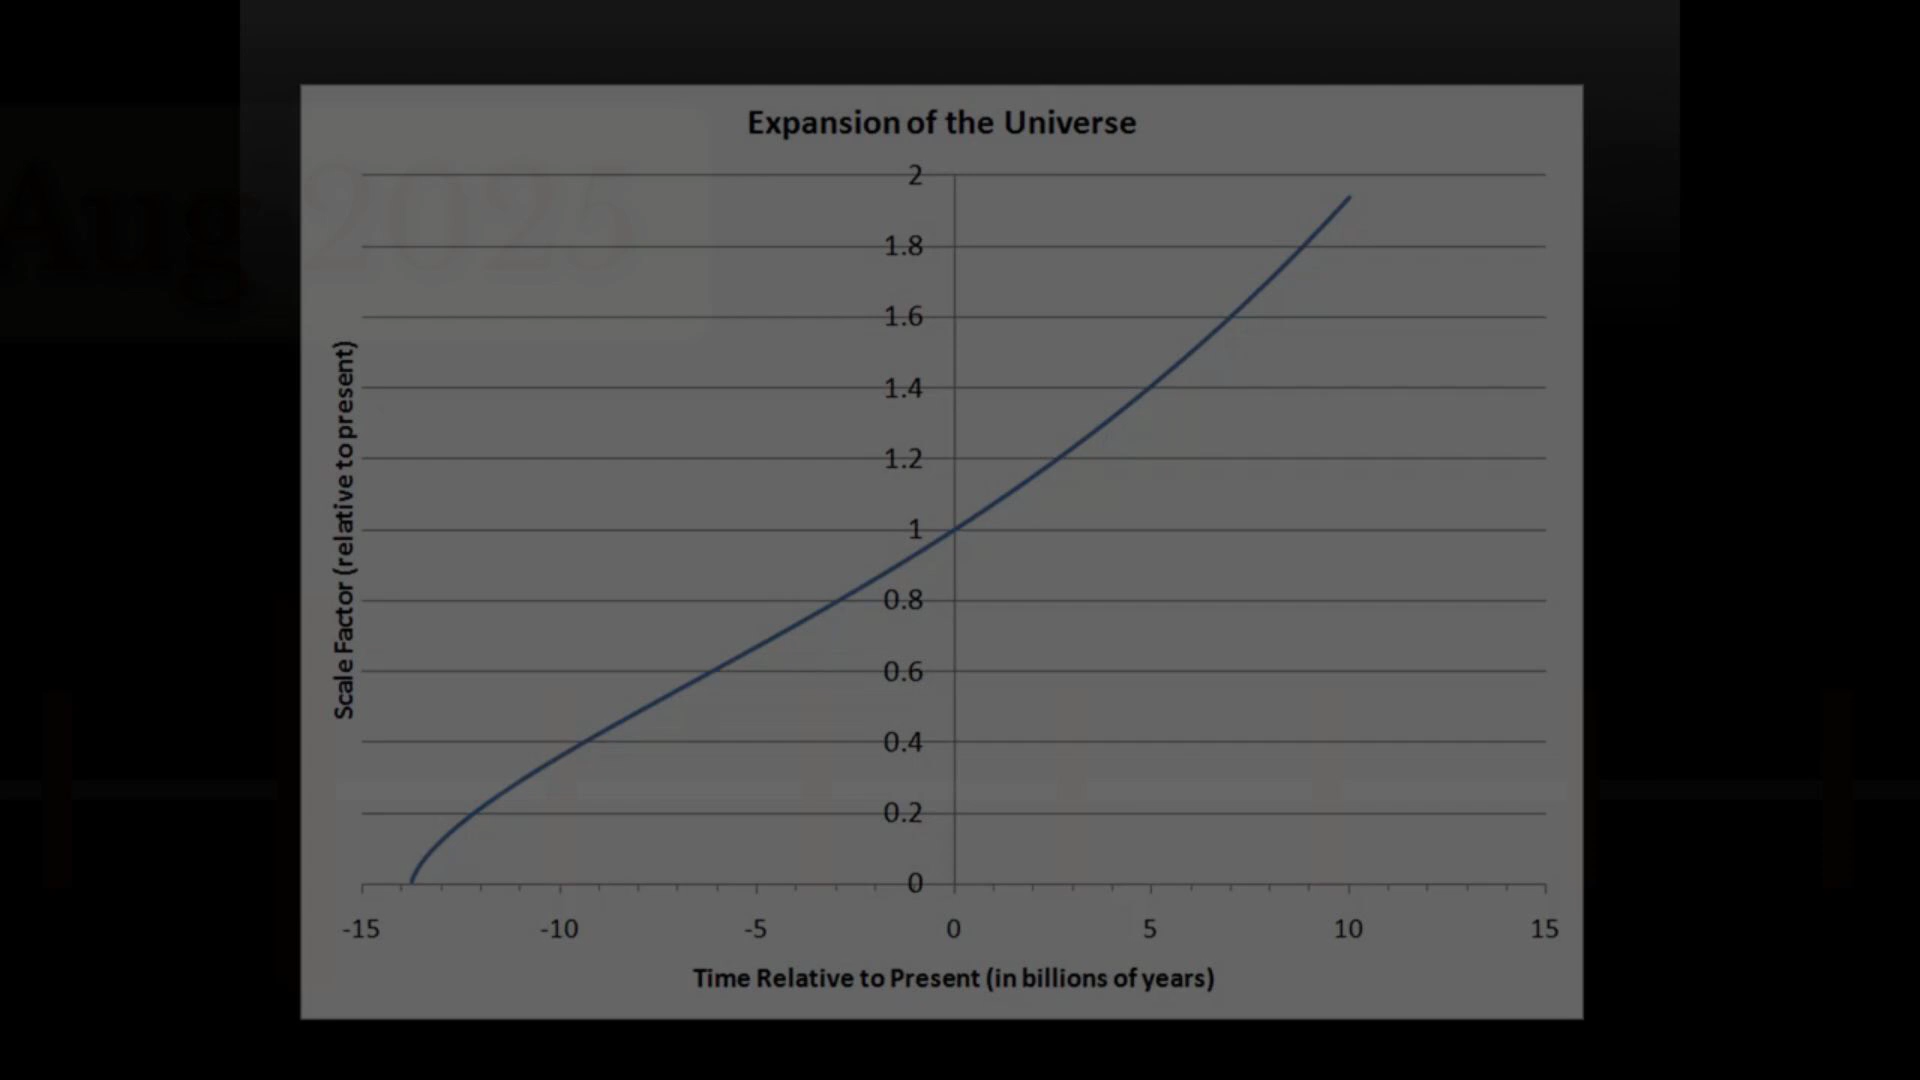 Expansion of the Universe
Aug 2025
2
1.8
1.6
1.4
1.2
1
0.8
0.6
0.4
0.2
0
Scale Factor (relative to present)
-15 -10 -5 0 5 10 15
Time Relative to Present (in billions of years)